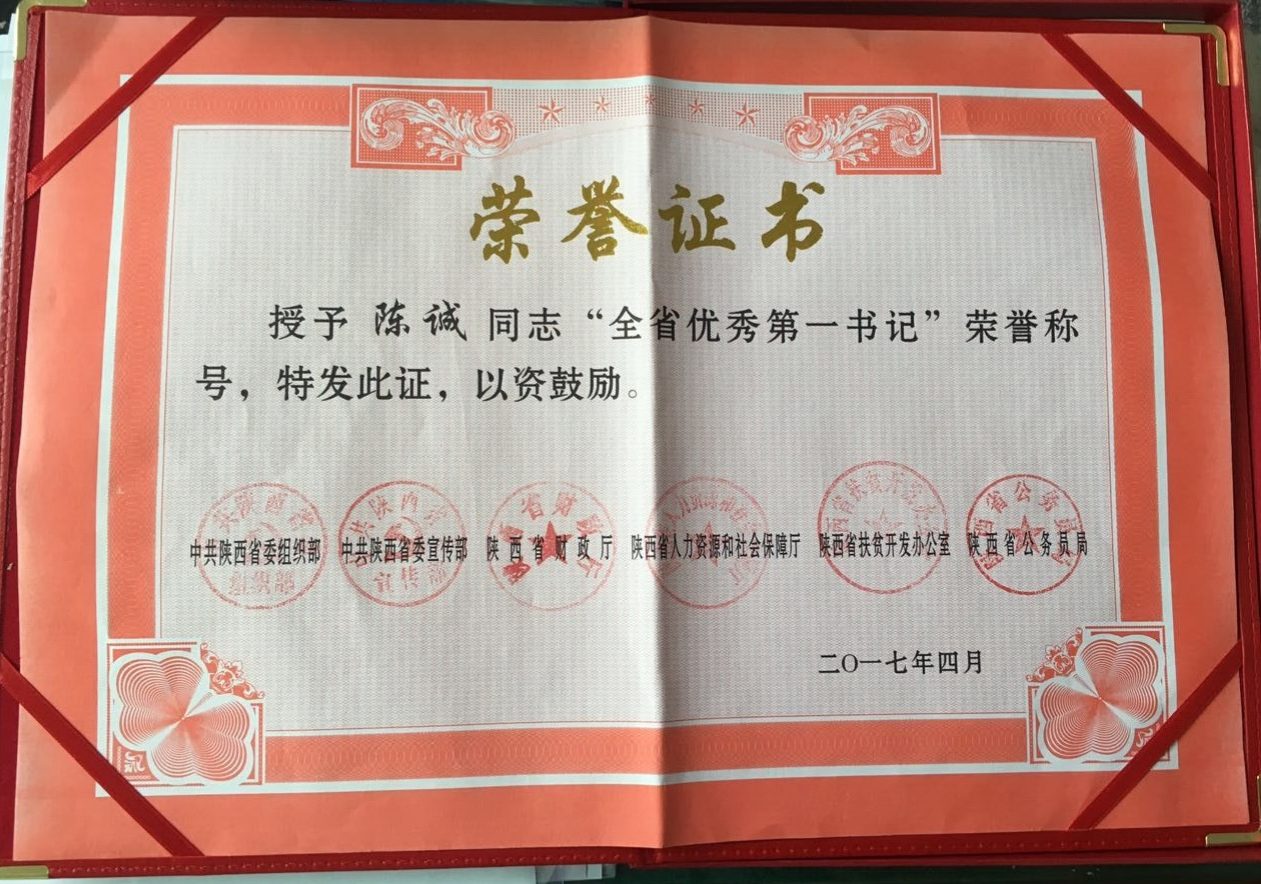 荣誉证书
授予 陈诚 同志“全省优秀第一书记”荣誉称
号，特发此证，以资鼓励。
中共陕西省委组织部 中共陕西省委宣传部 陕西省财政厅 陕西省人力资源和社会保障厅 陕西省扶贫开发办公室 陕西省公务员局
二〇一七年四月